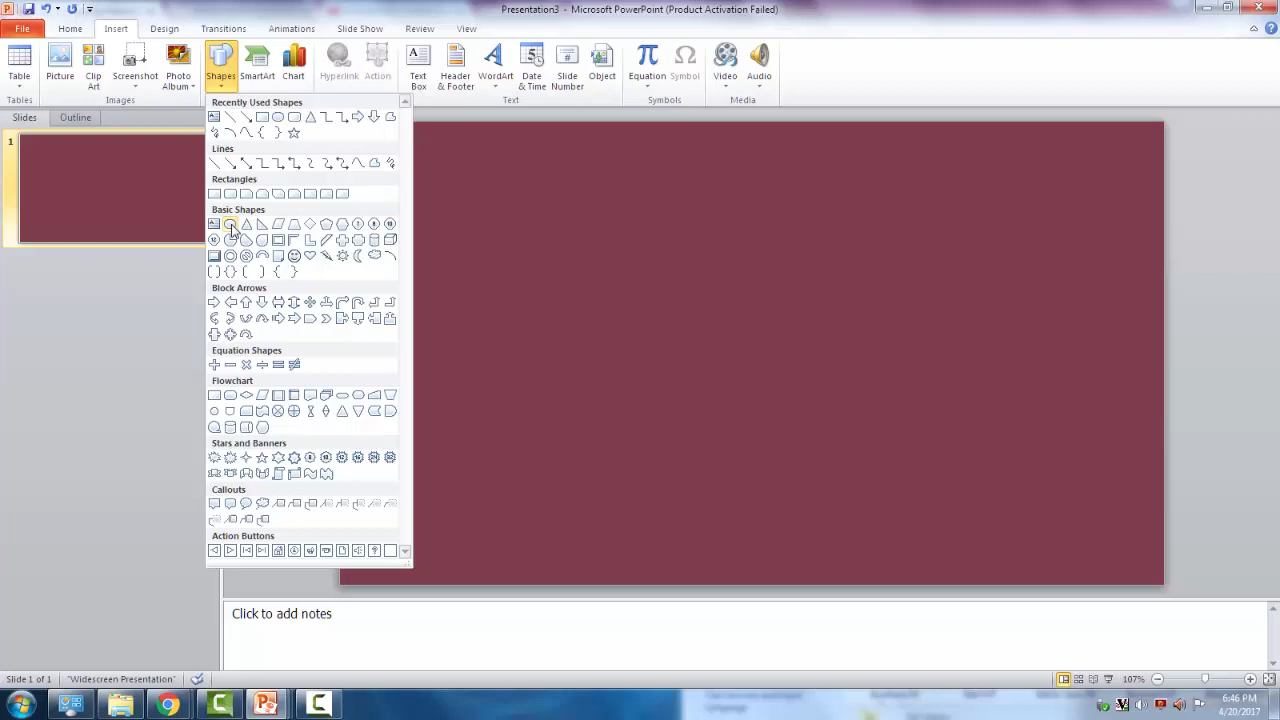 Presentation3 - Microsoft PowerPoint (Product Activation Failed)
File Home Insert Design Transitions Animations Slide Show Review View
Table Picture Clip Art Screenshot Photo Album Shapes SmartArt Chart Hyperlink Action Text Box Header & Footer WordArt Date & Time Slide Number Object Equation Symbol Video Audio
Tables Images Text Symbols Media
Slides Outline
1
Recently Used Shapes
Lines
Rectangles
Basic Shapes
Block Arrows
Equation Shapes
Flowchart
Stars and Banners
Callouts
Action Buttons
Click to add notes
Slide 1 of 1 "Widescreen Presentation" 107%
6:46 PM
4/20/2017